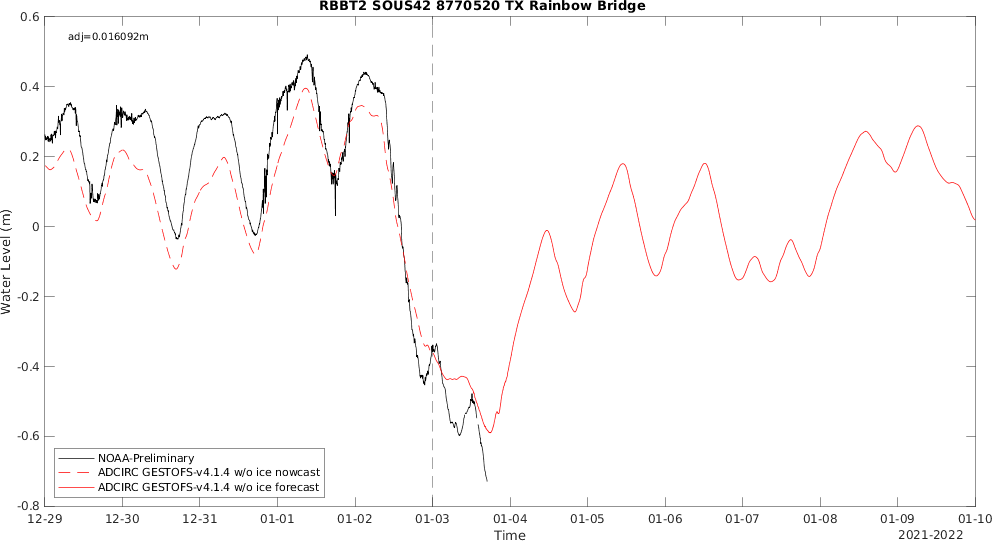 RBBT2 SOUS42 8770520 TX Rainbow Bridge
adj=0.016092m
0.6
0.4
0.2
0
-0.2
-0.4
-0.6
-0.8
Water Level (m)
NOAA-Preliminary
ADCIRC GESTOFS-v4.1.4 w/o ice nowcast
ADCIRC GESTOFS-v4.1.4 w/o ice forecast
12-29 12-30 12-31 01-01 01-02 01-03 01-04 01-05 01-06 01-07 01-08 01-09 01-10
Time
2021-2022